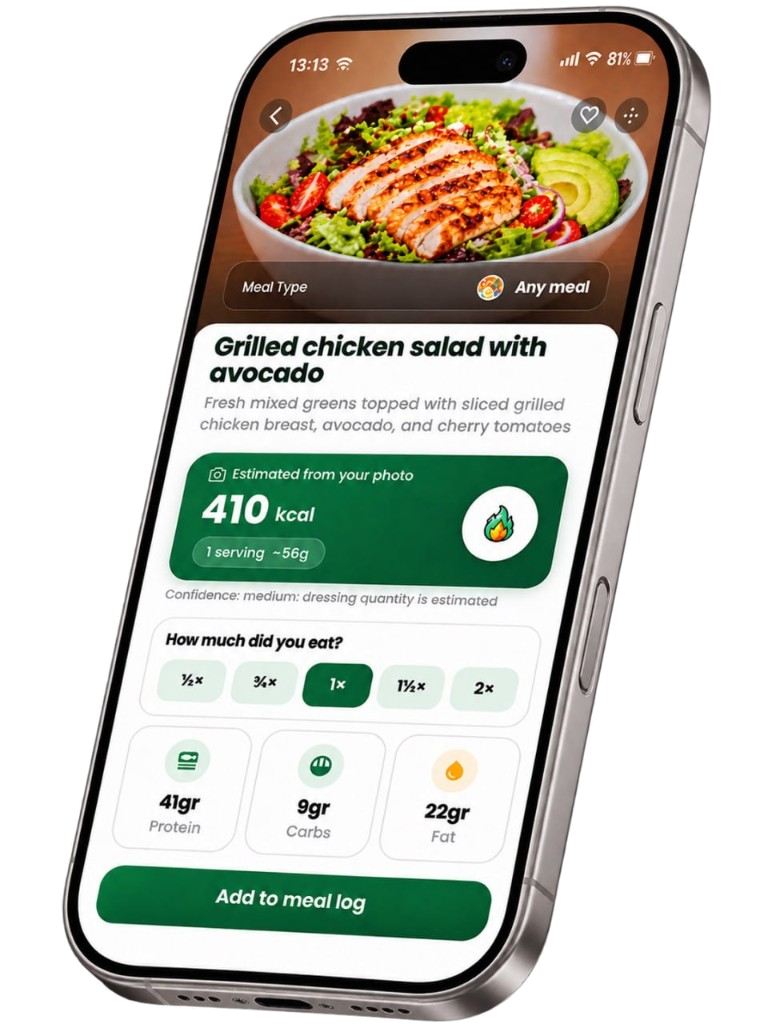 13:13
81%
Meal Type
Any meal
Grilled chicken salad with
avocado
Fresh mixed greens topped with sliced grilled
chicken breast, avocado, and cherry tomatoes
Estimated from your photo
410 kcal
1 serving ~56g
Confidence: medium: dressing quantity is estimated
How much did you eat?
½×
¾×
1×
1½×
2×
41gr
Protein
9gr
Carbs
22gr
Fat
Add to meal log